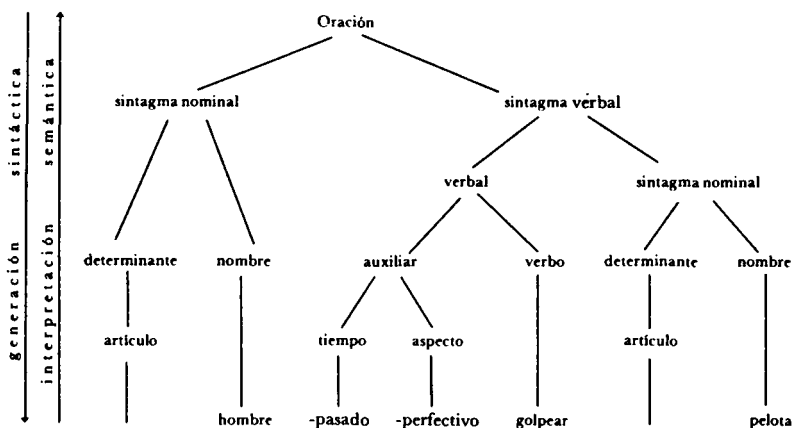 Oración
sintagma nominal sintagma verbal
verbal sintagma nominal
determinante nombre auxiliar verbo determinante nombre
artículo tiempo aspecto artículo
hombre -pasado -perfectivo golpear pelota
generación sintáctica
interpretación semántica